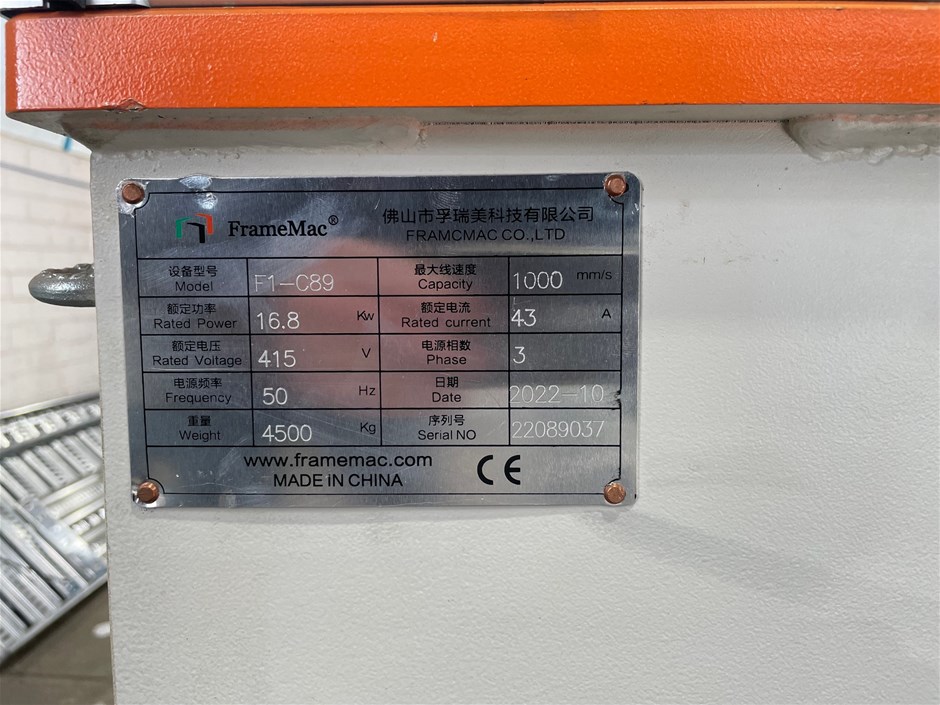 FrameMac®
佛山市孚瑞美科技有限公司
FRAMCMAC CO.,LTD
设备型号 F1-C89 最大线速度 1000 mm/s
Model Capacity
额定功率 16.8 Kw 额定电流 43 A
Rated Power Rated current
额定电压 415 V 电源相数 3
Rated Voitage Phase
电源频率 50 Hz 日期 2022-10
Frequency Date
重量 4500 Kg 序列号 22089037
Weight Serial NO
www.framemac.com
MADE IN CHINA CE